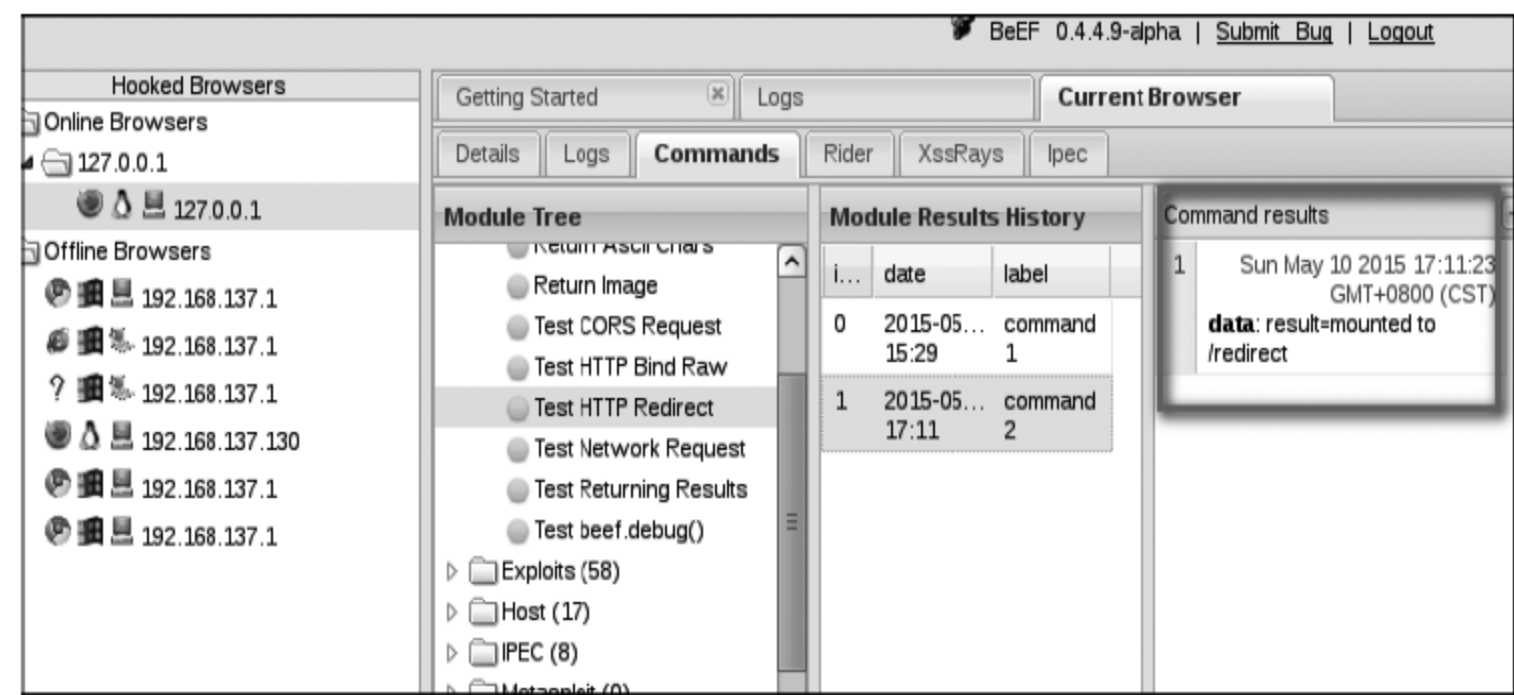 BeEF 0.4.4.9-alpha | Submit Bug | Logout
Hooked Browsers
Online Browsers
127.0.0.1
127.0.0.1
Offline Browsers
192.168.137.1
192.168.137.1
192.168.137.1
192.168.137.130
192.168.137.1
192.168.137.1
Getting Started
Logs
Current Browser
Details
Logs
Commands
Rider
XssRays
Ipec
Module Tree
Return Ascii Chars
Return Image
Test CORS Request
Test HTTP Bind Raw
Test HTTP Redirect
Test Network Request
Test Returning Results
Test beef.debug()
Exploits (58)
Host (17)
IPEC (8)
Metasploit (0)
Module Results History
i... date label
0 2015-05... command
15:29 1
1 2015-05... command
17:11 2
Command results
1 Sun May 10 2015 17:11:23
GMT+0800 (CST)
data: result=mounted to
/redirect